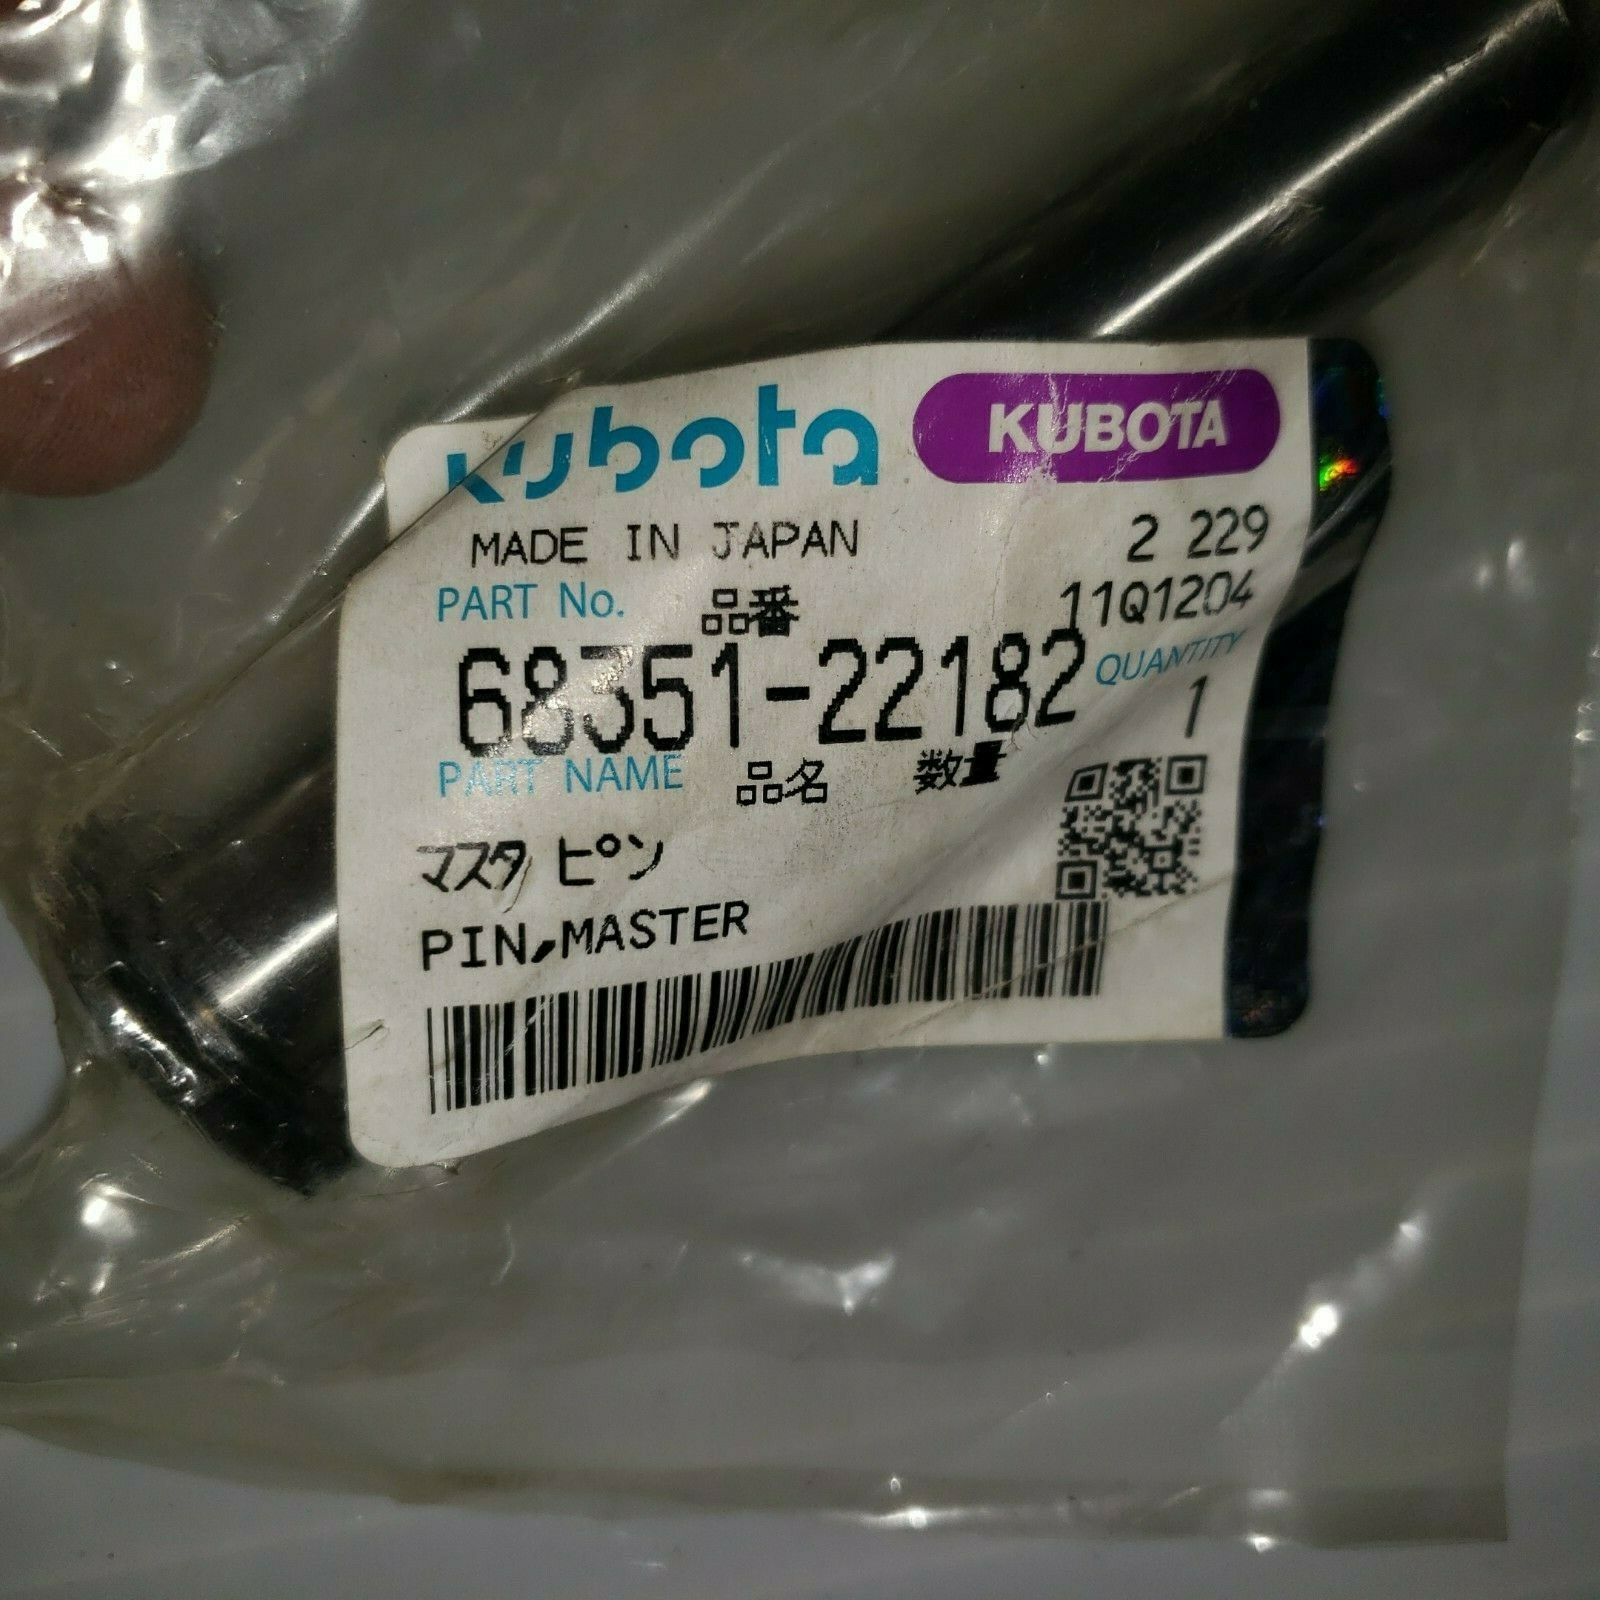 Kubota KUBOTA
MADE IN JAPAN 2 229
PART No. 品番 11Q1204
68351-22182 QUANTITY
1
PART NAME 品名 数量
マスタ ピン
PIN,MASTER